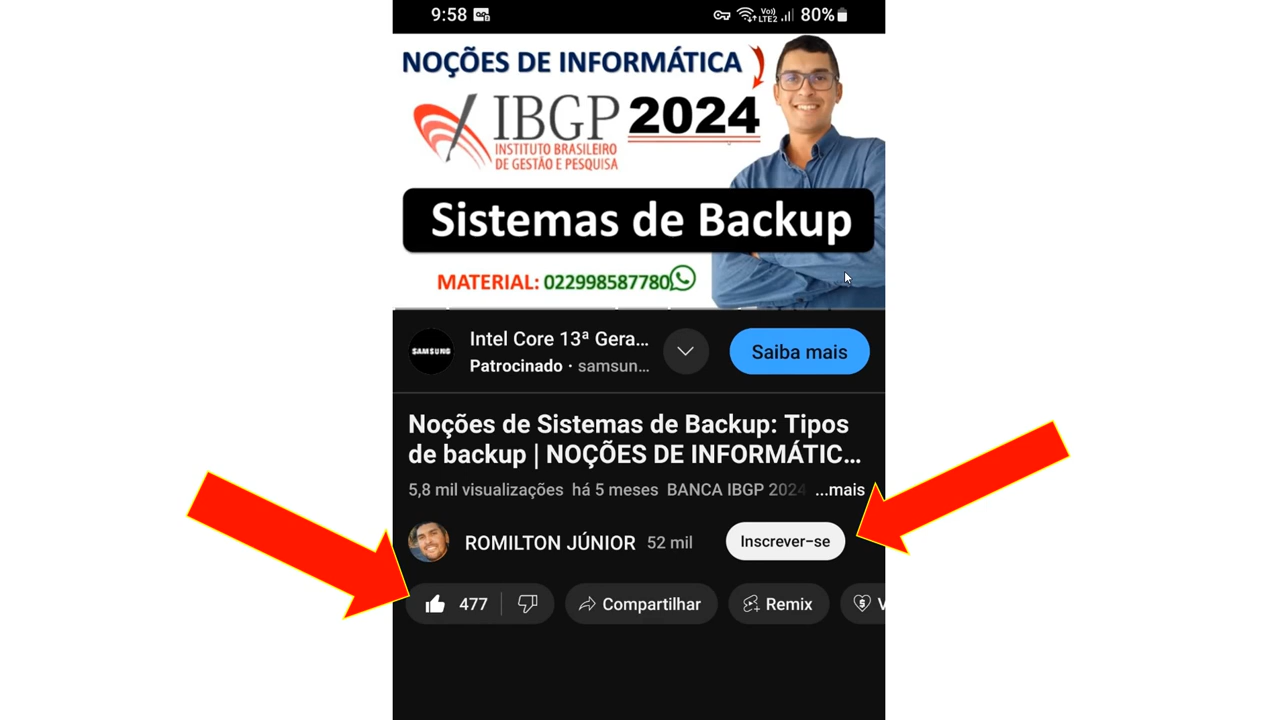 9:58
Vo))
LTE2
80%
NOÇÕES DE INFORMÁTICA
IBGP 2024
INSTITUTO BRASILEIRO
DE GESTÃO E PESQUISA
Sistemas de Backup
MATERIAL: 022998587780
SAMSUNG
Intel Core 13ª Gera...
Patrocinado · samsun...
Saiba mais
Noções de Sistemas de Backup: Tipos
de backup | NOÇÕES DE INFORMÁTIC...
5,8 mil visualizações há 5 meses BANCA IBGP 2024 ...mais
ROMILTON JÚNIOR 52 mil
Inscrever-se
477
Compartilhar
Remix
V